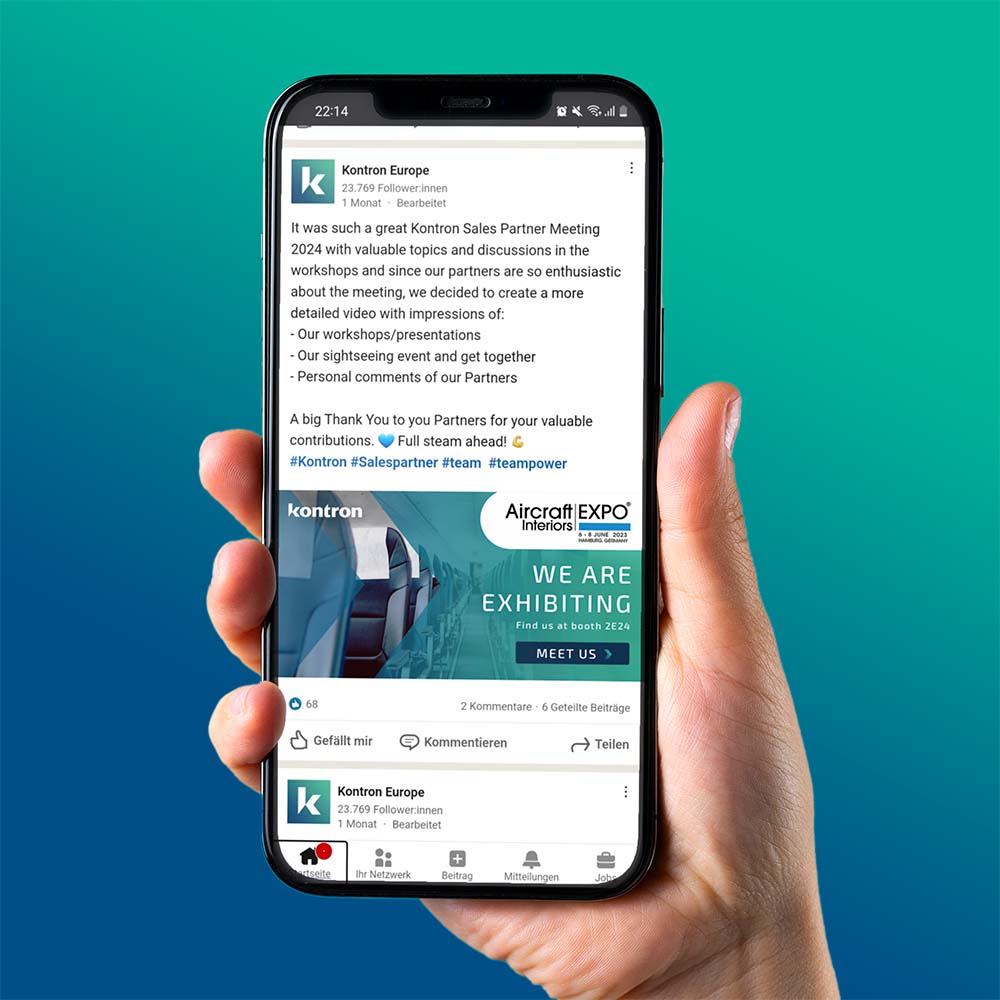 22:14
k
Kontron Europe
23.769 Follower:innen
1 Monat · Bearbeitet
It was such a great Kontron Sales Partner Meeting
2024 with valuable topics and discussions in the
workshops and since our partners are so enthusiastic
about the meeting, we decided to create a more
detailed video with impressions of:
- Our workshops/presentations
- Our sightseeing event and get together
- Personal comments of our Partners
A big Thank You to you Partners for your valuable
contributions. 💙 Full steam ahead! 💪
#Kontron #Salespartner #team #teampower
kontron
Aircraft EXPO®
Interiors
6 - 8 JUNE 2023
HAMBURG, GERMANY
WE ARE
EXHIBITING
Find us at booth 2E24
MEET US
68
2 Kommentare · 6 Geteilte Beiträge
Gefällt mir
Kommentieren
Teilen
k
Kontron Europe
23.769 Follower:innen
1 Monat · Bearbeitet
artseite
Ihr Netzwerk
Beitrag
Mitteilungen
Jobs